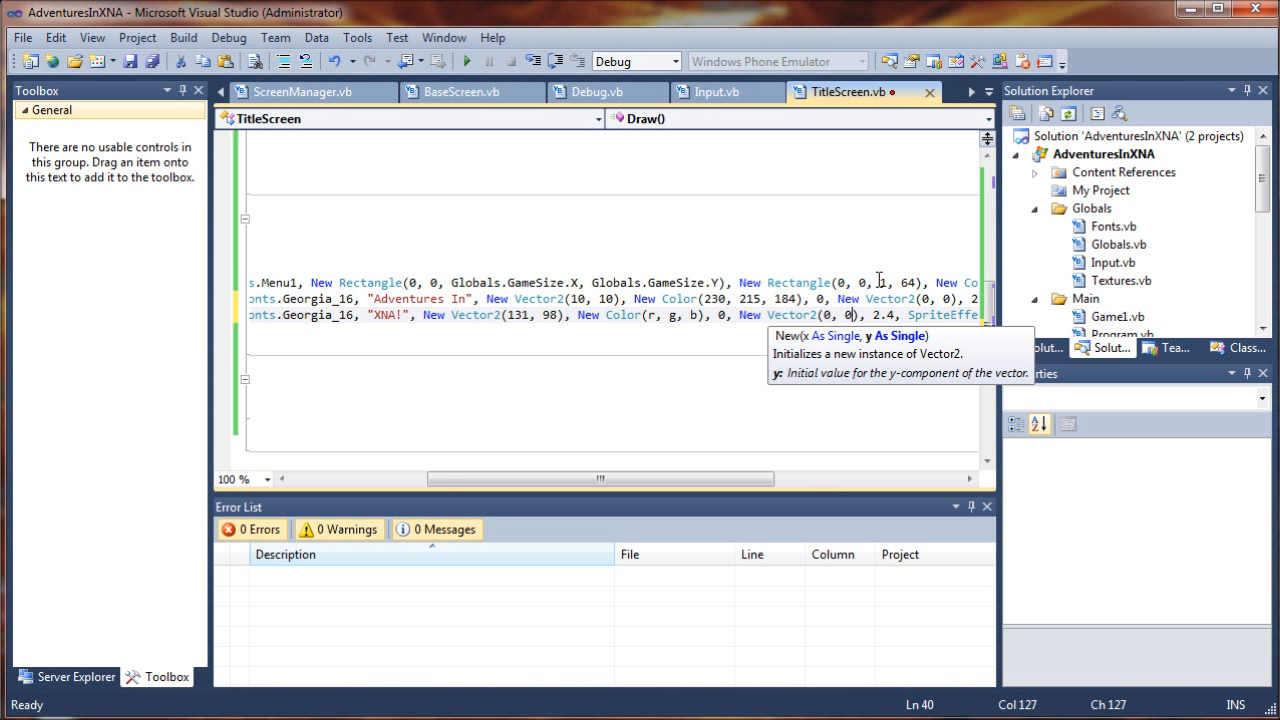 AdventuresInXNA - Microsoft Visual Studio (Administrator)
File Edit View Project Build Debug Team Data Tools Test Window Help
Debug Windows Phone Emulator
Toolbox
General
There are no usable controls in
this group. Drag an item onto
this text to add it to the toolbox.
Server Explorer Toolbox
ScreenManager.vb BaseScreen.vb Debug.vb Input.vb TitleScreen.vb
TitleScreen Draw()
s.Menu1, New Rectangle(0, 0, Globals.GameSize.X, Globals.GameSize.Y), New Rectangle(0, 0, 1, 64), New Co
onts.Georgia_16, "Adventures In", New Vector2(10, 10), New Color(230, 215, 184), 0, New Vector2(0, 0), 2
onts.Georgia_16, "XNA!", New Vector2(131, 98), New Color(r, g, b), 0, New Vector2(0, 0), 2.4, SpriteEffe
New(x As Single, y As Single)
Initializes a new instance of Vector2.
y: Initial value for the y-component of the vector.
100 %
Error List
0 Errors 0 Warnings 0 Messages
Description File Line Column Project
Solution Explorer
Solution 'AdventuresInXNA' (2 projects)
AdventuresInXNA
Content References
My Project
Globals
Fonts.vb
Globals.vb
Input.vb
Textures.vb
Main
Game1.vb
Program.vb
olut... Solut... Tea... Class...
erties
Ready Ln 40 Col 127 Ch 127 INS